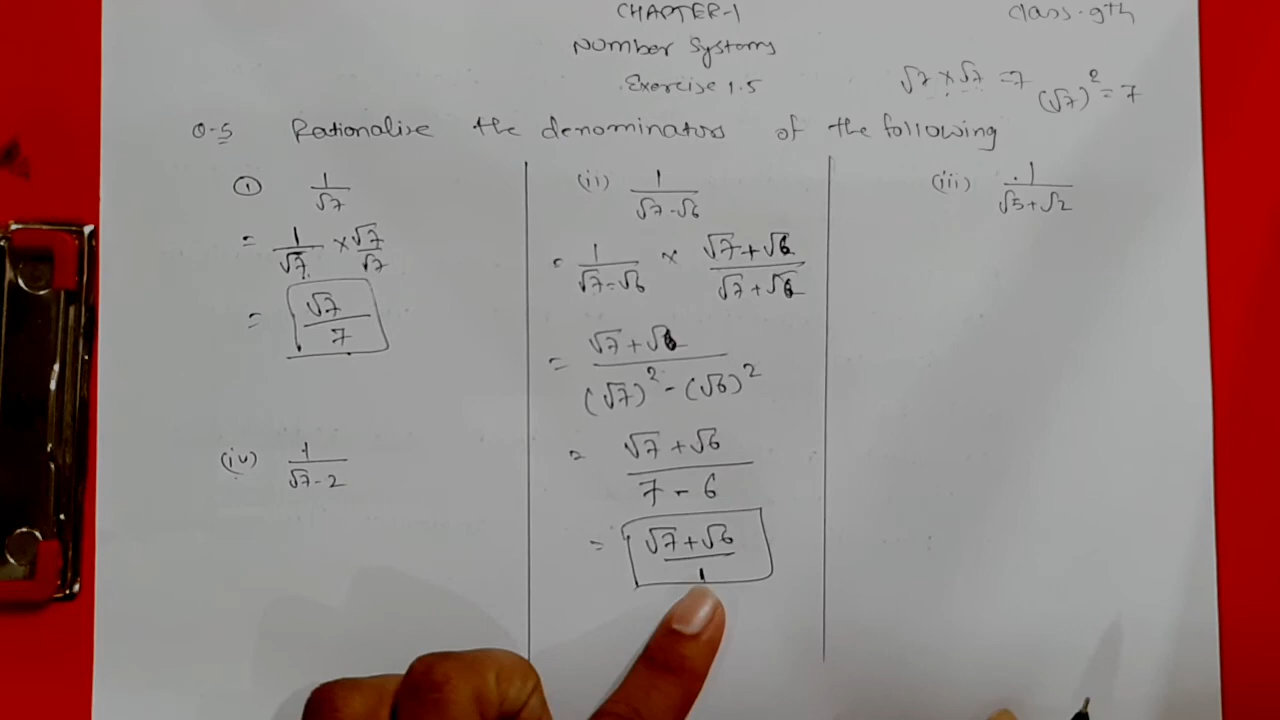 CHAPTER-1
Class-9th
Number Systems
Exercise 1.5
√7 × √7 = 7
(√7)² = 7
Q-5 Rationalise the denominators of the following
(i) 1/√7
= 1/√7 × √7/√7
= √7/7
(ii) 1/(√7-√6)
= 1/(√7-√6) × (√7+√6)/(√7+√6)
= (√7+√6)/((√7)²-(√6)²)
= (√7+√6)/(7-6)
= (√7+√6)/1
(iii) 1/(√5+√2)
(iv) 1/(√7-2)